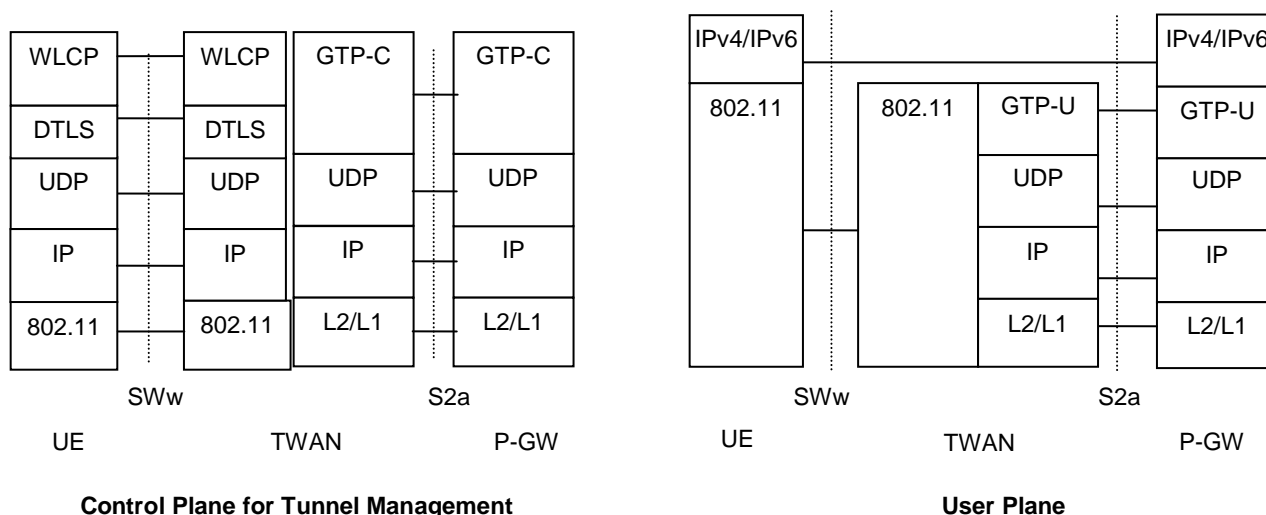 WLCP WLCP GTP-C GTP-C
DTLS DTLS
UDP UDP UDP UDP
IP IP IP IP
802.11 802.11 L2/L1 L2/L1
SWw S2a
UE TWAN P-GW
Control Plane for Tunnel Management
IPv4/IPv6 IPv4/IPv6
802.11 802.11 GTP-U GTP-U
UDP UDP
IP IP
L2/L1 L2/L1
SWw S2a
UE TWAN P-GW
User Plane